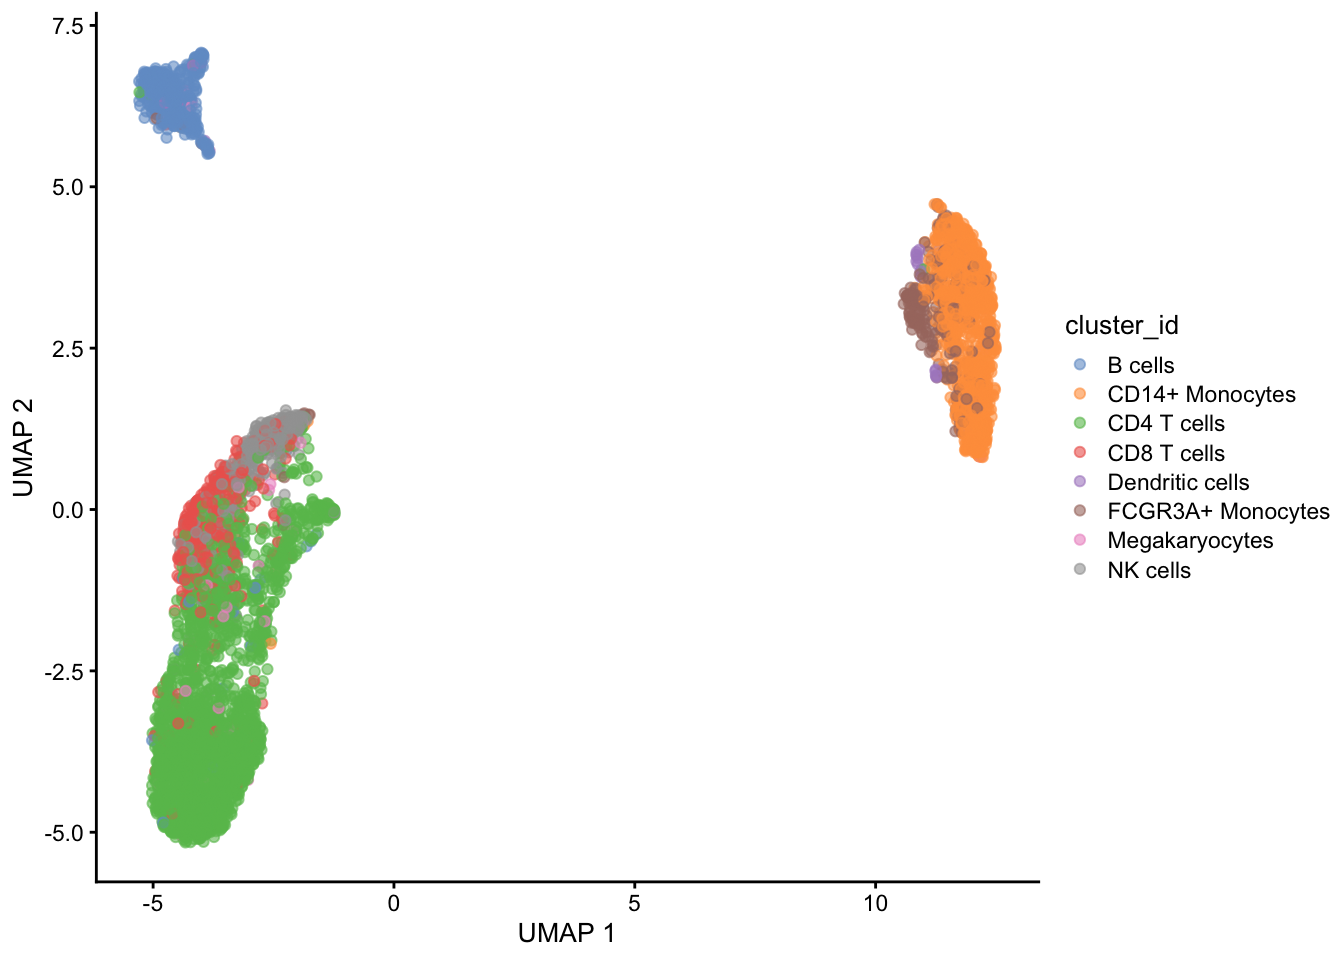 7.5
5.0
2.5
0.0
-2.5
-5.0
UMAP 2
-5
0
5
10
UMAP 1
cluster_id
B cells
CD14+ Monocytes
CD4 T cells
CD8 T cells
Dendritic cells
FCGR3A+ Monocytes
Megakaryocytes
NK cells